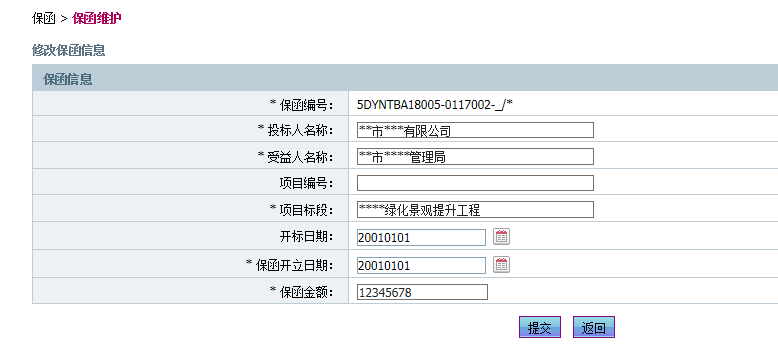 保函 > 保函维护
修改保函信息
保函信息
* 保函编号： 5DYNTBA18005-0117002-_/*
* 投标人名称： **市***有限公司
* 受益人名称： **市****管理局
项目编号：
* 项目标段： ****绿化景观提升工程
开标日期： 20010101
* 保函开立日期： 20010101
* 保函金额： 12345678
提交 返回